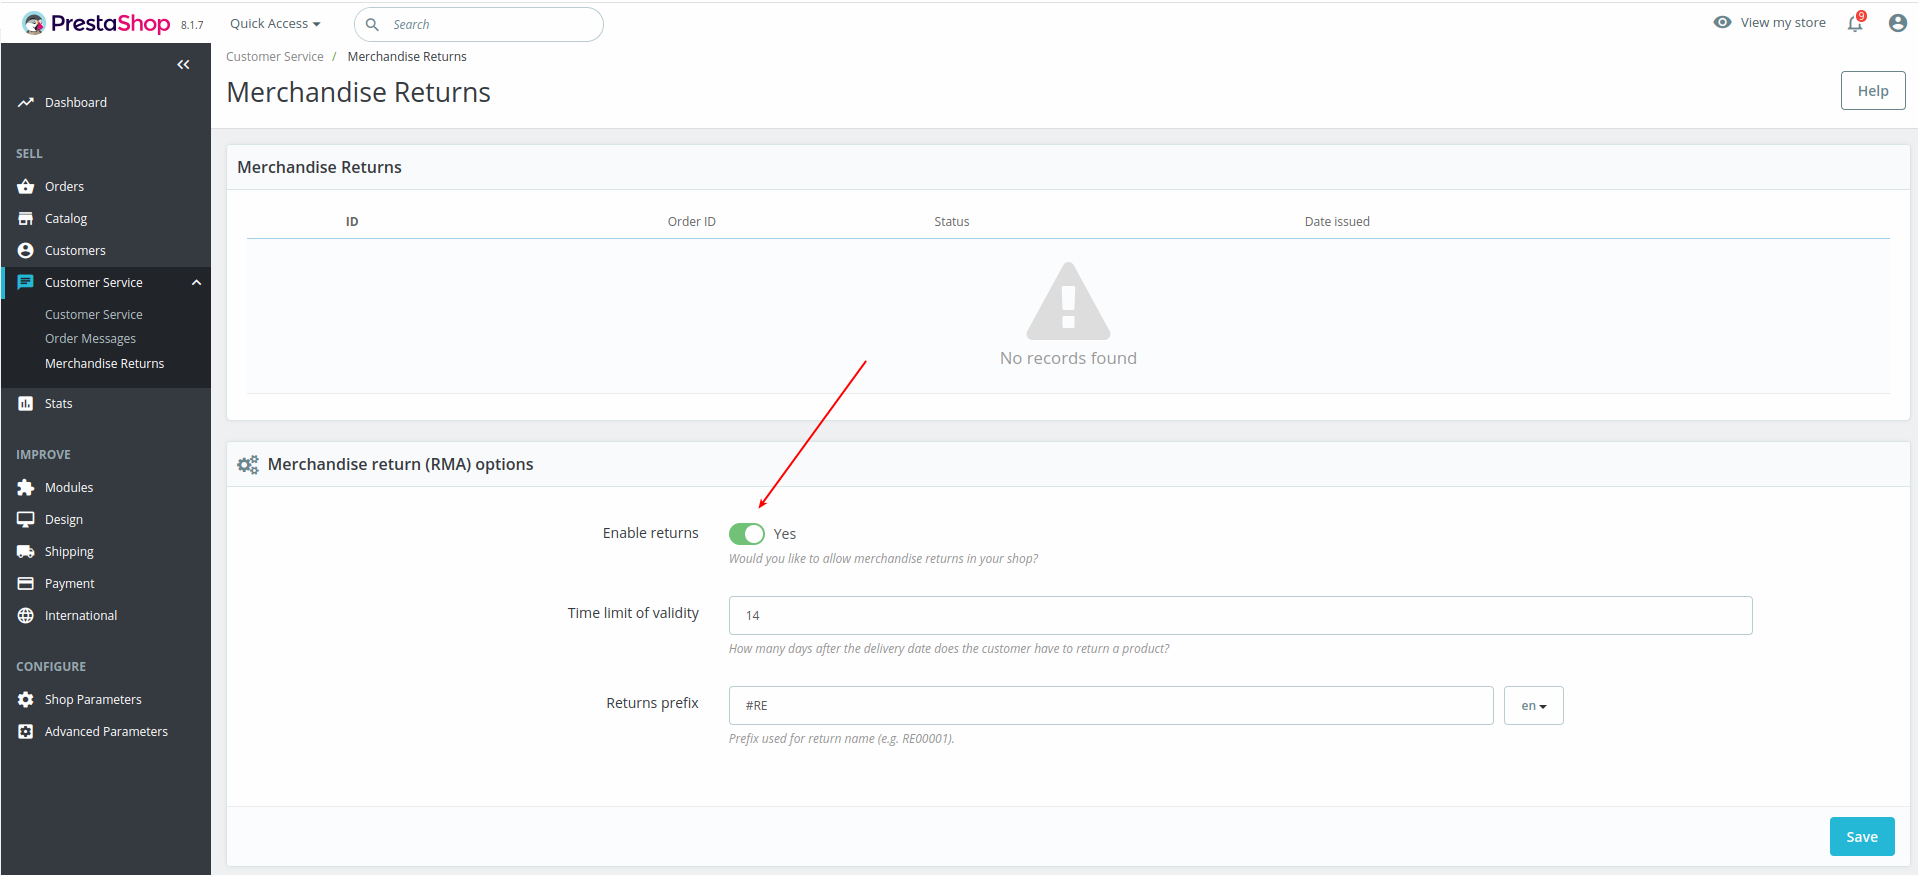 PrestaShop 8.1.7 Quick Access Search View my store 9
Customer Service / Merchandise Returns
Merchandise Returns
Help
Dashboard
SELL
Orders
Catalog
Customers
Customer Service
Customer Service
Order Messages
Merchandise Returns
Stats
IMPROVE
Modules
Design
Shipping
Payment
International
CONFIGURE
Shop Parameters
Advanced Parameters
Merchandise Returns
ID Order ID Status Date issued
No records found
Merchandise return (RMA) options
Enable returns Yes
Would you like to allow merchandise returns in your shop?
Time limit of validity 14
How many days after the delivery date does the customer have to return a product?
Returns prefix #RE en
Prefix used for return name (e.g. RE00001).
Save